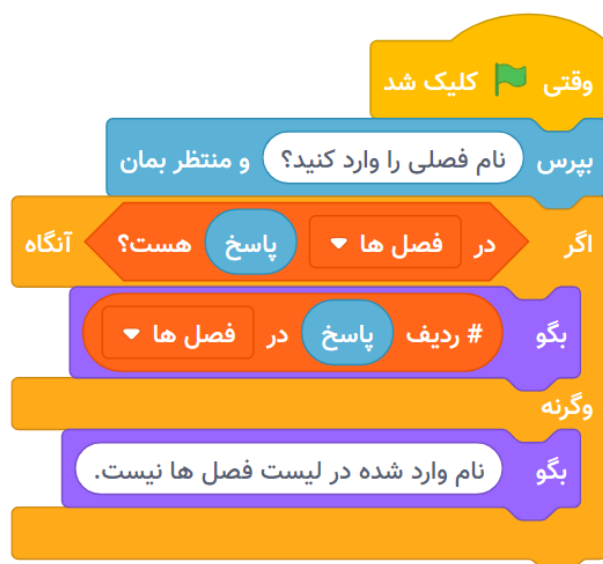 وقتی کلیک شد
بپرس نام فصلی را وارد کنید؟ و منتظر بمان
اگر در فصل ها پاسخ هست؟ آنگاه
بگو # ردیف پاسخ در فصل ها
وگرنه
بگو نام وارد شده در لیست فصل ها نیست.